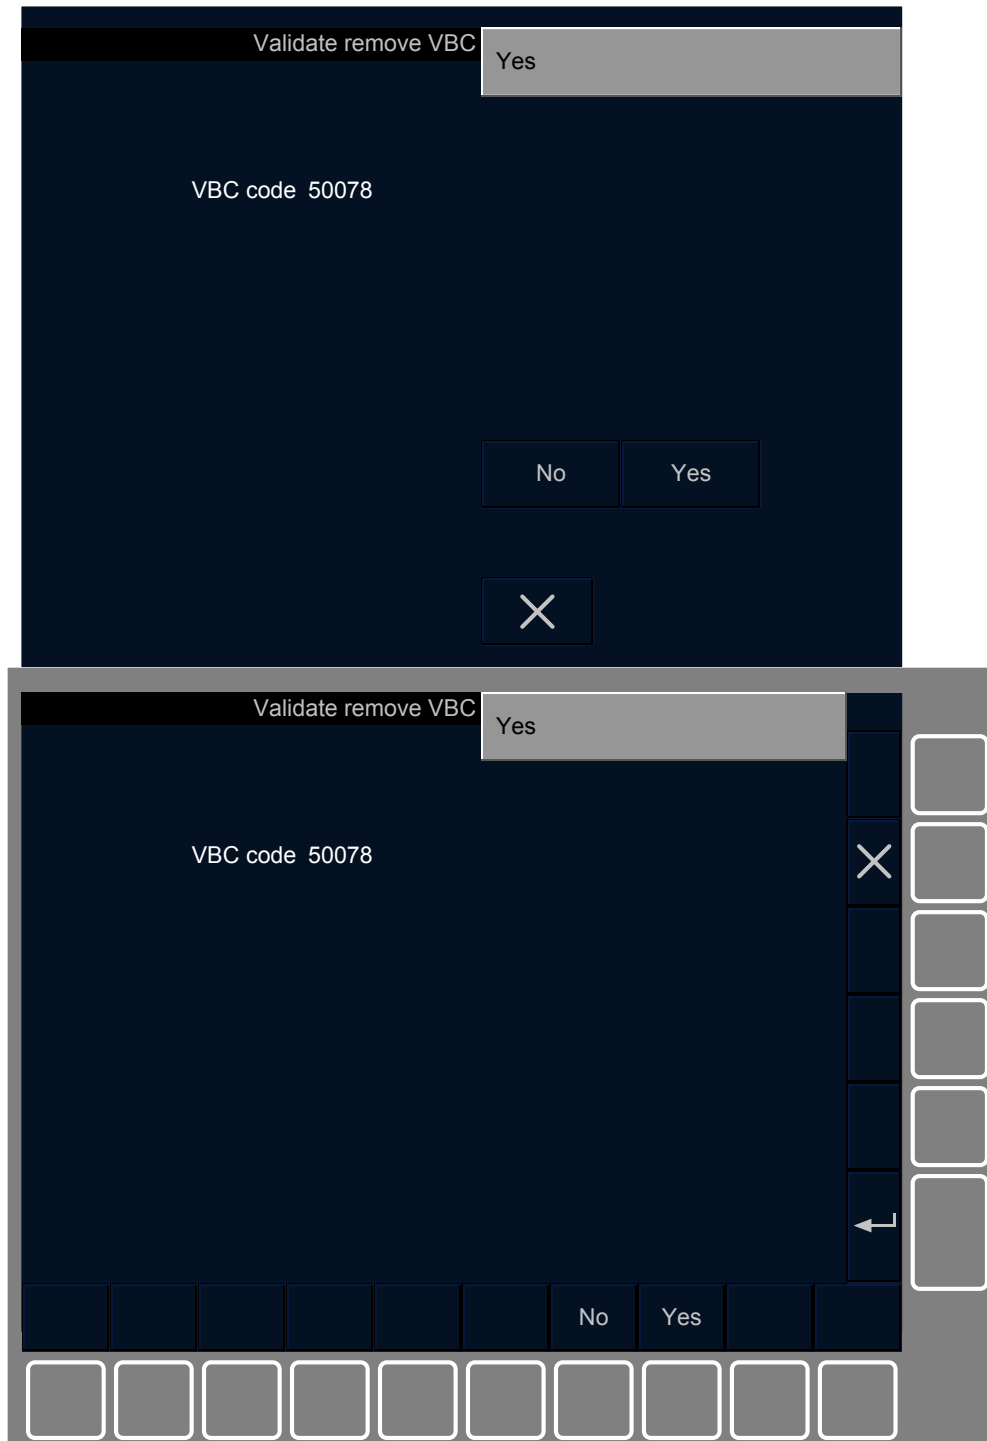 Validate remove VBC
Yes
VBC code 50078
No Yes
Validate remove VBC
Yes
VBC code 50078
No Yes